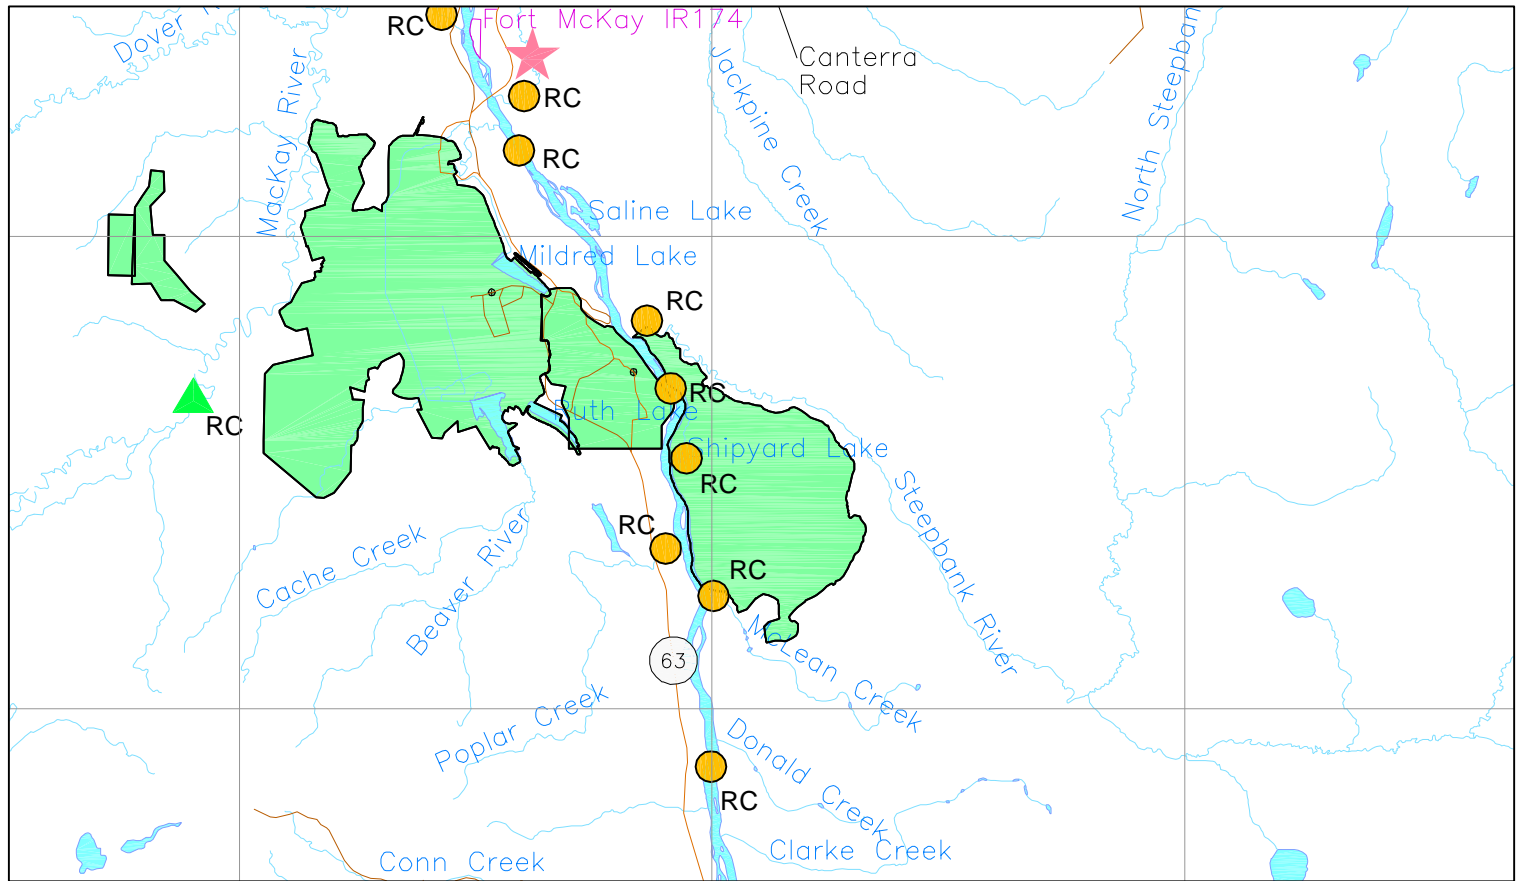 RC
Fort McKay IR174
Canterra
Road
MacKay River
Jackpine Creek
North Steepban
RC
RC
Saline Lake
Mildred Lake
RC
RC
Ruth Lake
RC
Shipyard Lake
RC
RC
Cache Creek
Beaver River
Steepbank River
RC
McLean Creek
63
Poplar Creek
Donald Creek
RC
Conn Creek
Clarke Creek
Dover